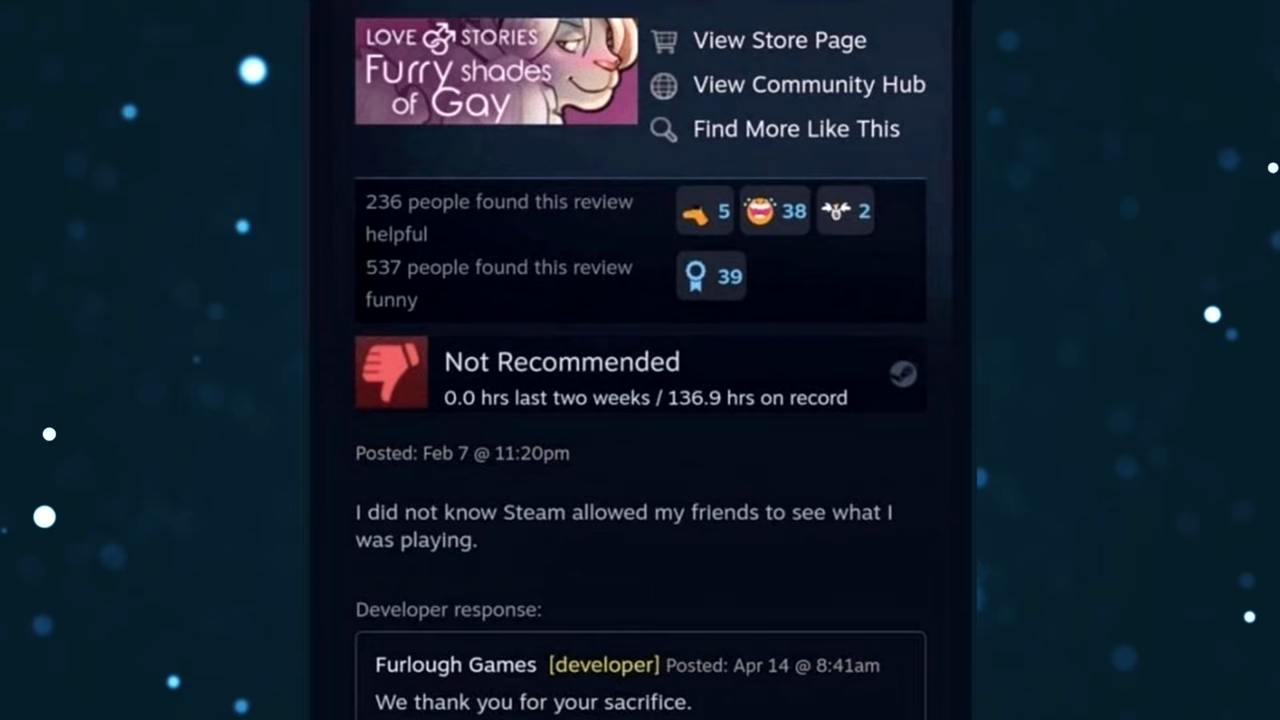 LOVE STORIES
Furry shades
of Gay
View Store Page
View Community Hub
Find More Like This
236 people found this review
helpful
537 people found this review
funny
5
38
2
39
Not Recommended
0.0 hrs last two weeks / 136.9 hrs on record
Posted: Feb 7 @ 11:20pm
I did not know Steam allowed my friends to see what I
was playing.
Developer response:
Furlough Games [developer] Posted: Apr 14 @ 8:41am
We thank you for your sacrifice.